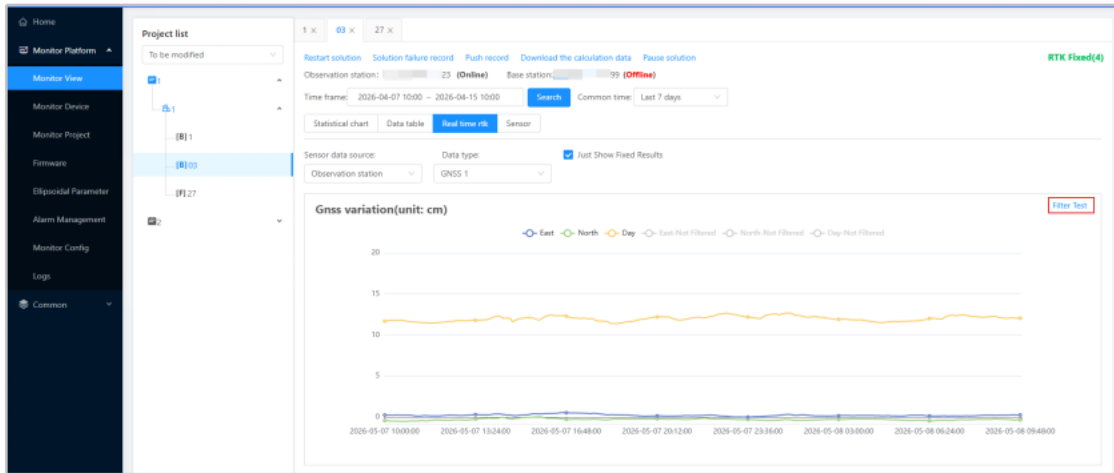 Home
Monitor Platform
Monitor View
Monitor Device
Monitor Project
Firmware
Ellipsoidal Parameter
Alarm Management
Monitor Config
Logs
Common
Project list
To be modified
1
1
[B] 1
[B] 03
[F] 27
2
1 × 03 × 27 ×
Restart solution Solution failure record Push record Download the calculation data Pause solution RTK Fixed(4)
Observation station: 23 (Online) Base station: 99 (Offline)
Time frame: 2026-04-07 10:00 ~ 2026-04-15 10:00 Search Common time: Last 7 days
Statistical chart Data table Real time rtk Sensor
Sensor data source: Data type: Just Show Fixed Results
Observation station GNSS 1
Gnss variation(unit: cm) Filter Test
East North Day East-Not Filtered North-Not Filtered Day-Not Filtered
20
15
10
5
0
2026-05-07 10:00:00 2026-05-07 13:24:00 2026-05-07 16:48:00 2026-05-07 20:12:00 2026-05-07 23:36:00 2026-05-08 03:00:00 2026-05-08 06:24:00 2026-05-08 09:48:00